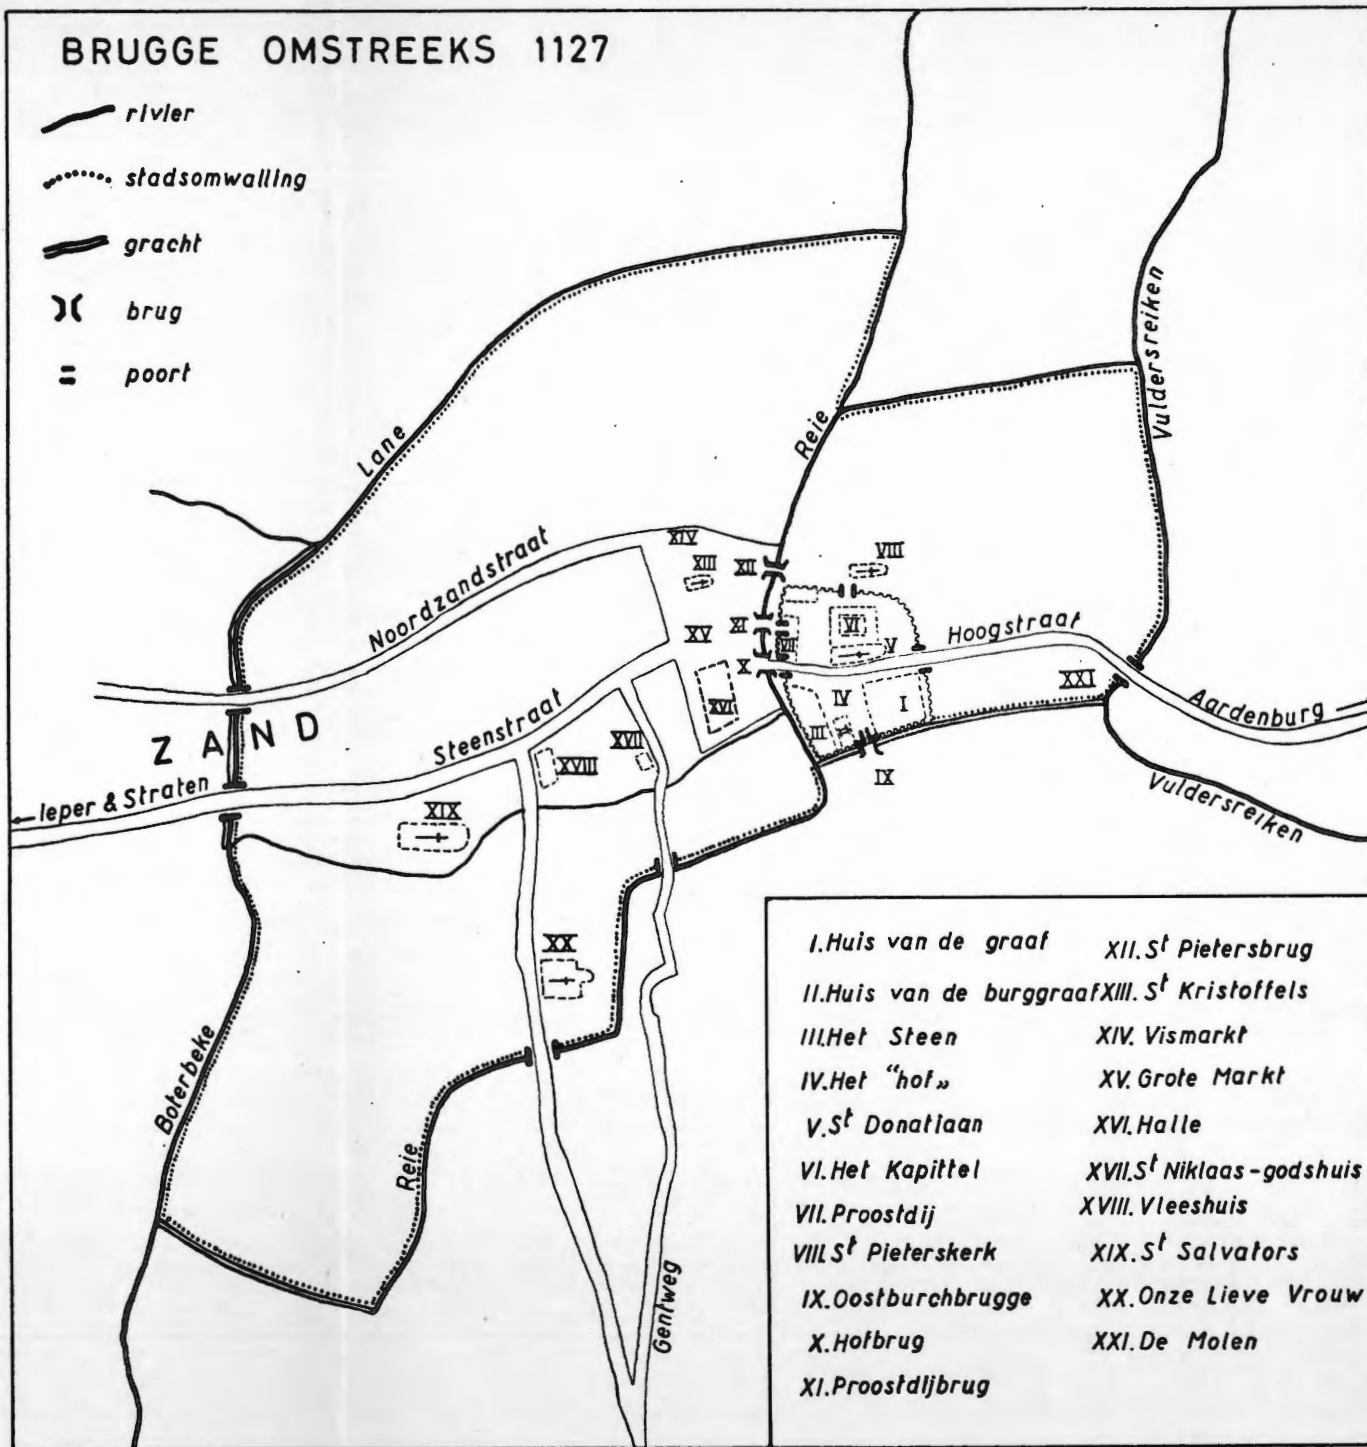 BRUGGE OMSTREEKS 1127
rivier
stadsomwalling
gracht
brug
poort
Lane
Reie
Vuldersreiken
Noordzandstraat
XIV
XIII
XII
VIII
XI
XV
VII
VI
V
Hoogstraat
X
XXI
Aardenburg
XVI
IV
I
III
II
IX
Vuldersreiken
ZAND
Steenstraat
XVII
XVIII
Ieper & Straten
XIX
XX
Boterbeke
Reie
Gentweg
I. Huis van de graaf
II. Huis van de burggraaf
III. Het Steen
IV. Het “hof„
V. St Donatiaan
VI. Het Kapittel
VII. Proostdij
VIII. St Pieterskerk
IX. Oostburchbrugge
X. Hofbrug
XI. Proostdijbrug
XII. St Pietersbrug
XIII. St Kristoffels
XIV. Vismarkt
XV. Grote Markt
XVI. Halle
XVII. St Niklaas-godshuis
XVIII. Vleeshuis
XIX. St Salvators
XX. Onze Lieve Vrouw
XXI. De Molen